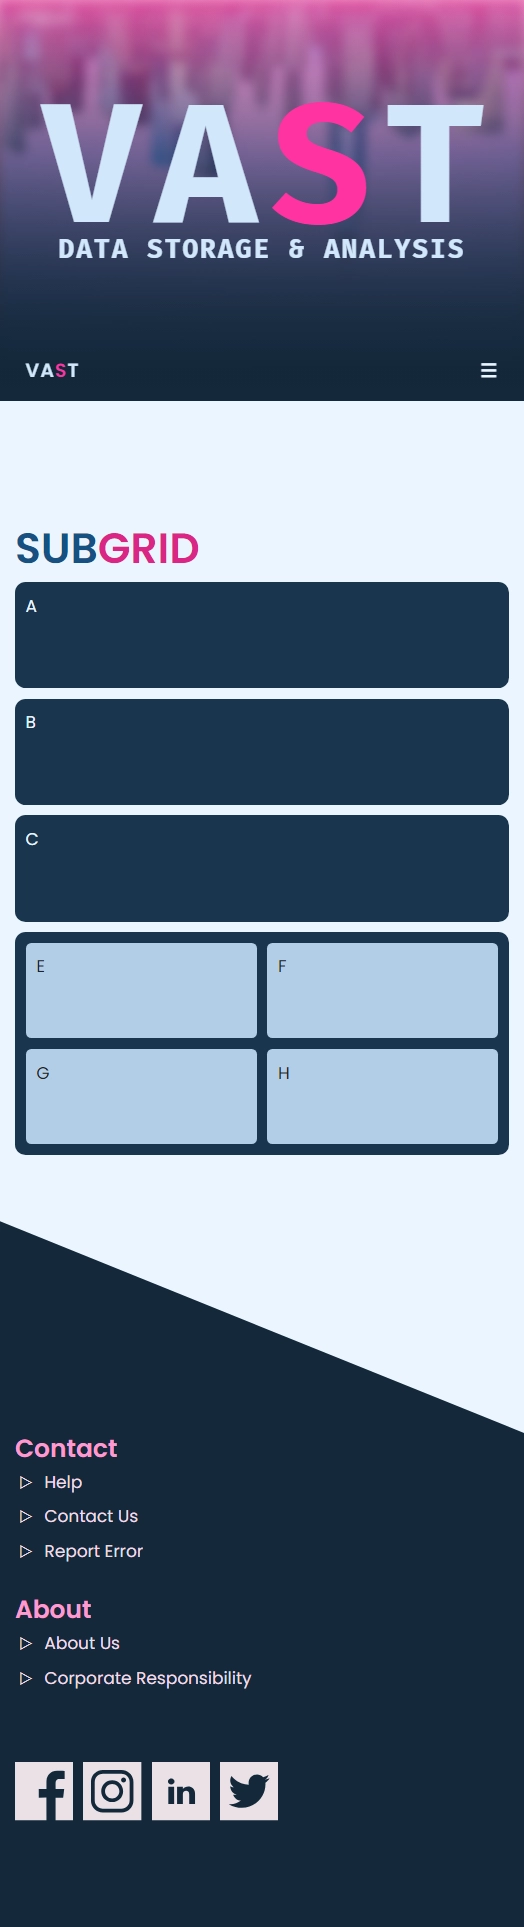 VAST
DATA STORAGE & ANALYSIS
VAST
SUBGRID
A
B
C
E
F
G
H
Contact
Help
Contact Us
Report Error
About
About Us
Corporate Responsibility
f
in